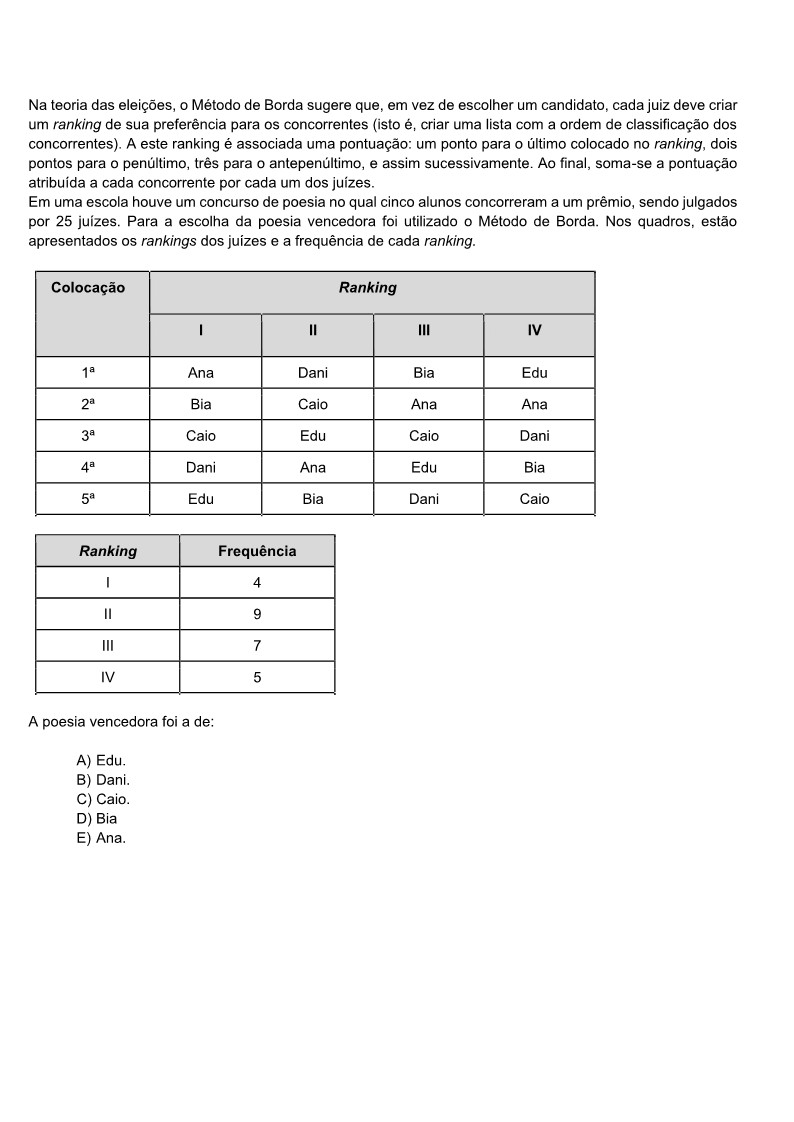 Na teoria das eleições, o Método de Borda sugere que, em vez de escolher um candidato, cada juiz deve criar
um ranking de sua preferência para os concorrentes (isto é, criar uma lista com a ordem de classificação dos
concorrentes). A este ranking é associada uma pontuação: um ponto para o último colocado no ranking, dois
pontos para o penúltimo, três para o antepenúltimo, e assim sucessivamente. Ao final, soma-se a pontuação
atribuída a cada concorrente por cada um dos juízes.
Em uma escola houve um concurso de poesia no qual cinco alunos concorreram a um prêmio, sendo julgados
por 25 juízes. Para a escolha da poesia vencedora foi utilizado o Método de Borda. Nos quadros, estão
apresentados os rankings dos juízes e a frequência de cada ranking.
Colocação Ranking
I II III IV
1ª Ana Dani Bia Edu
2ª Bia Caio Ana Ana
3ª Caio Edu Caio Dani
4ª Dani Ana Edu Bia
5ª Edu Bia Dani Caio
Ranking Frequência
I 4
II 9
III 7
IV 5
A poesia vencedora foi a de:
A) Edu.
B) Dani.
C) Caio.
D) Bia
E) Ana.